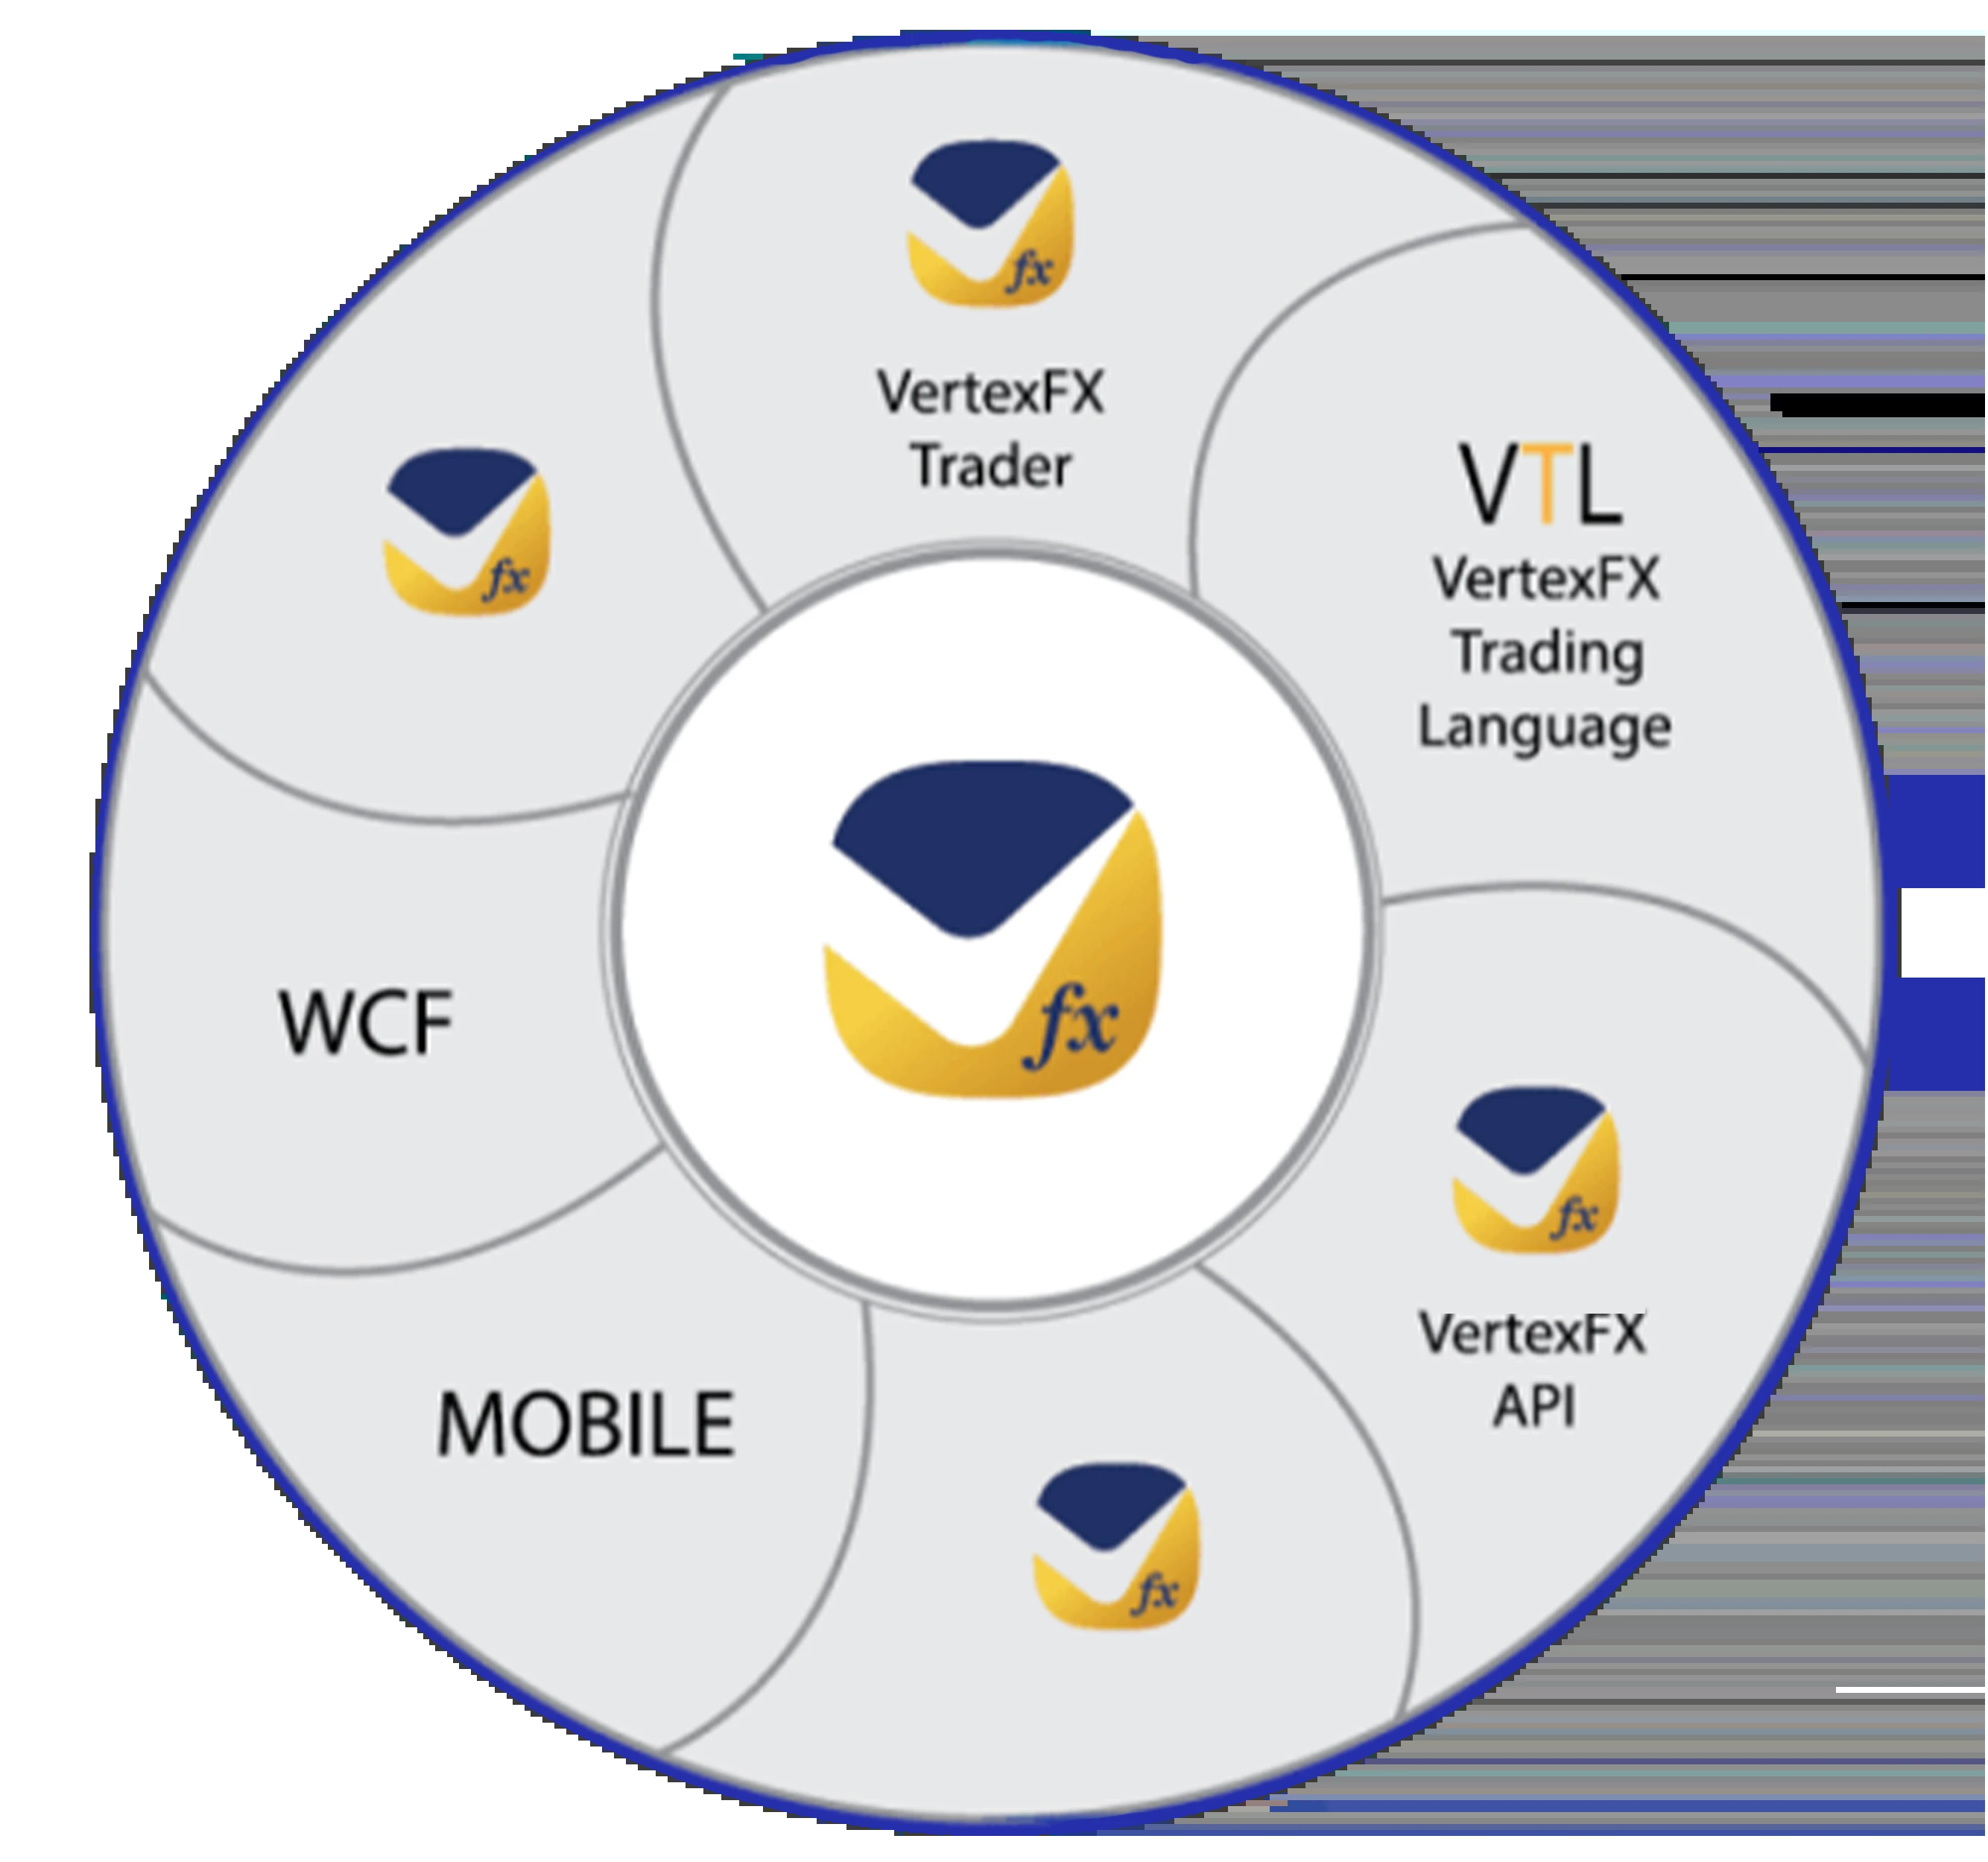 fx
VertexFX
Trader
VTL
VertexFX
Trading
Language
fx
VertexFX
API
fx
MOBILE
WCF
fx
fx